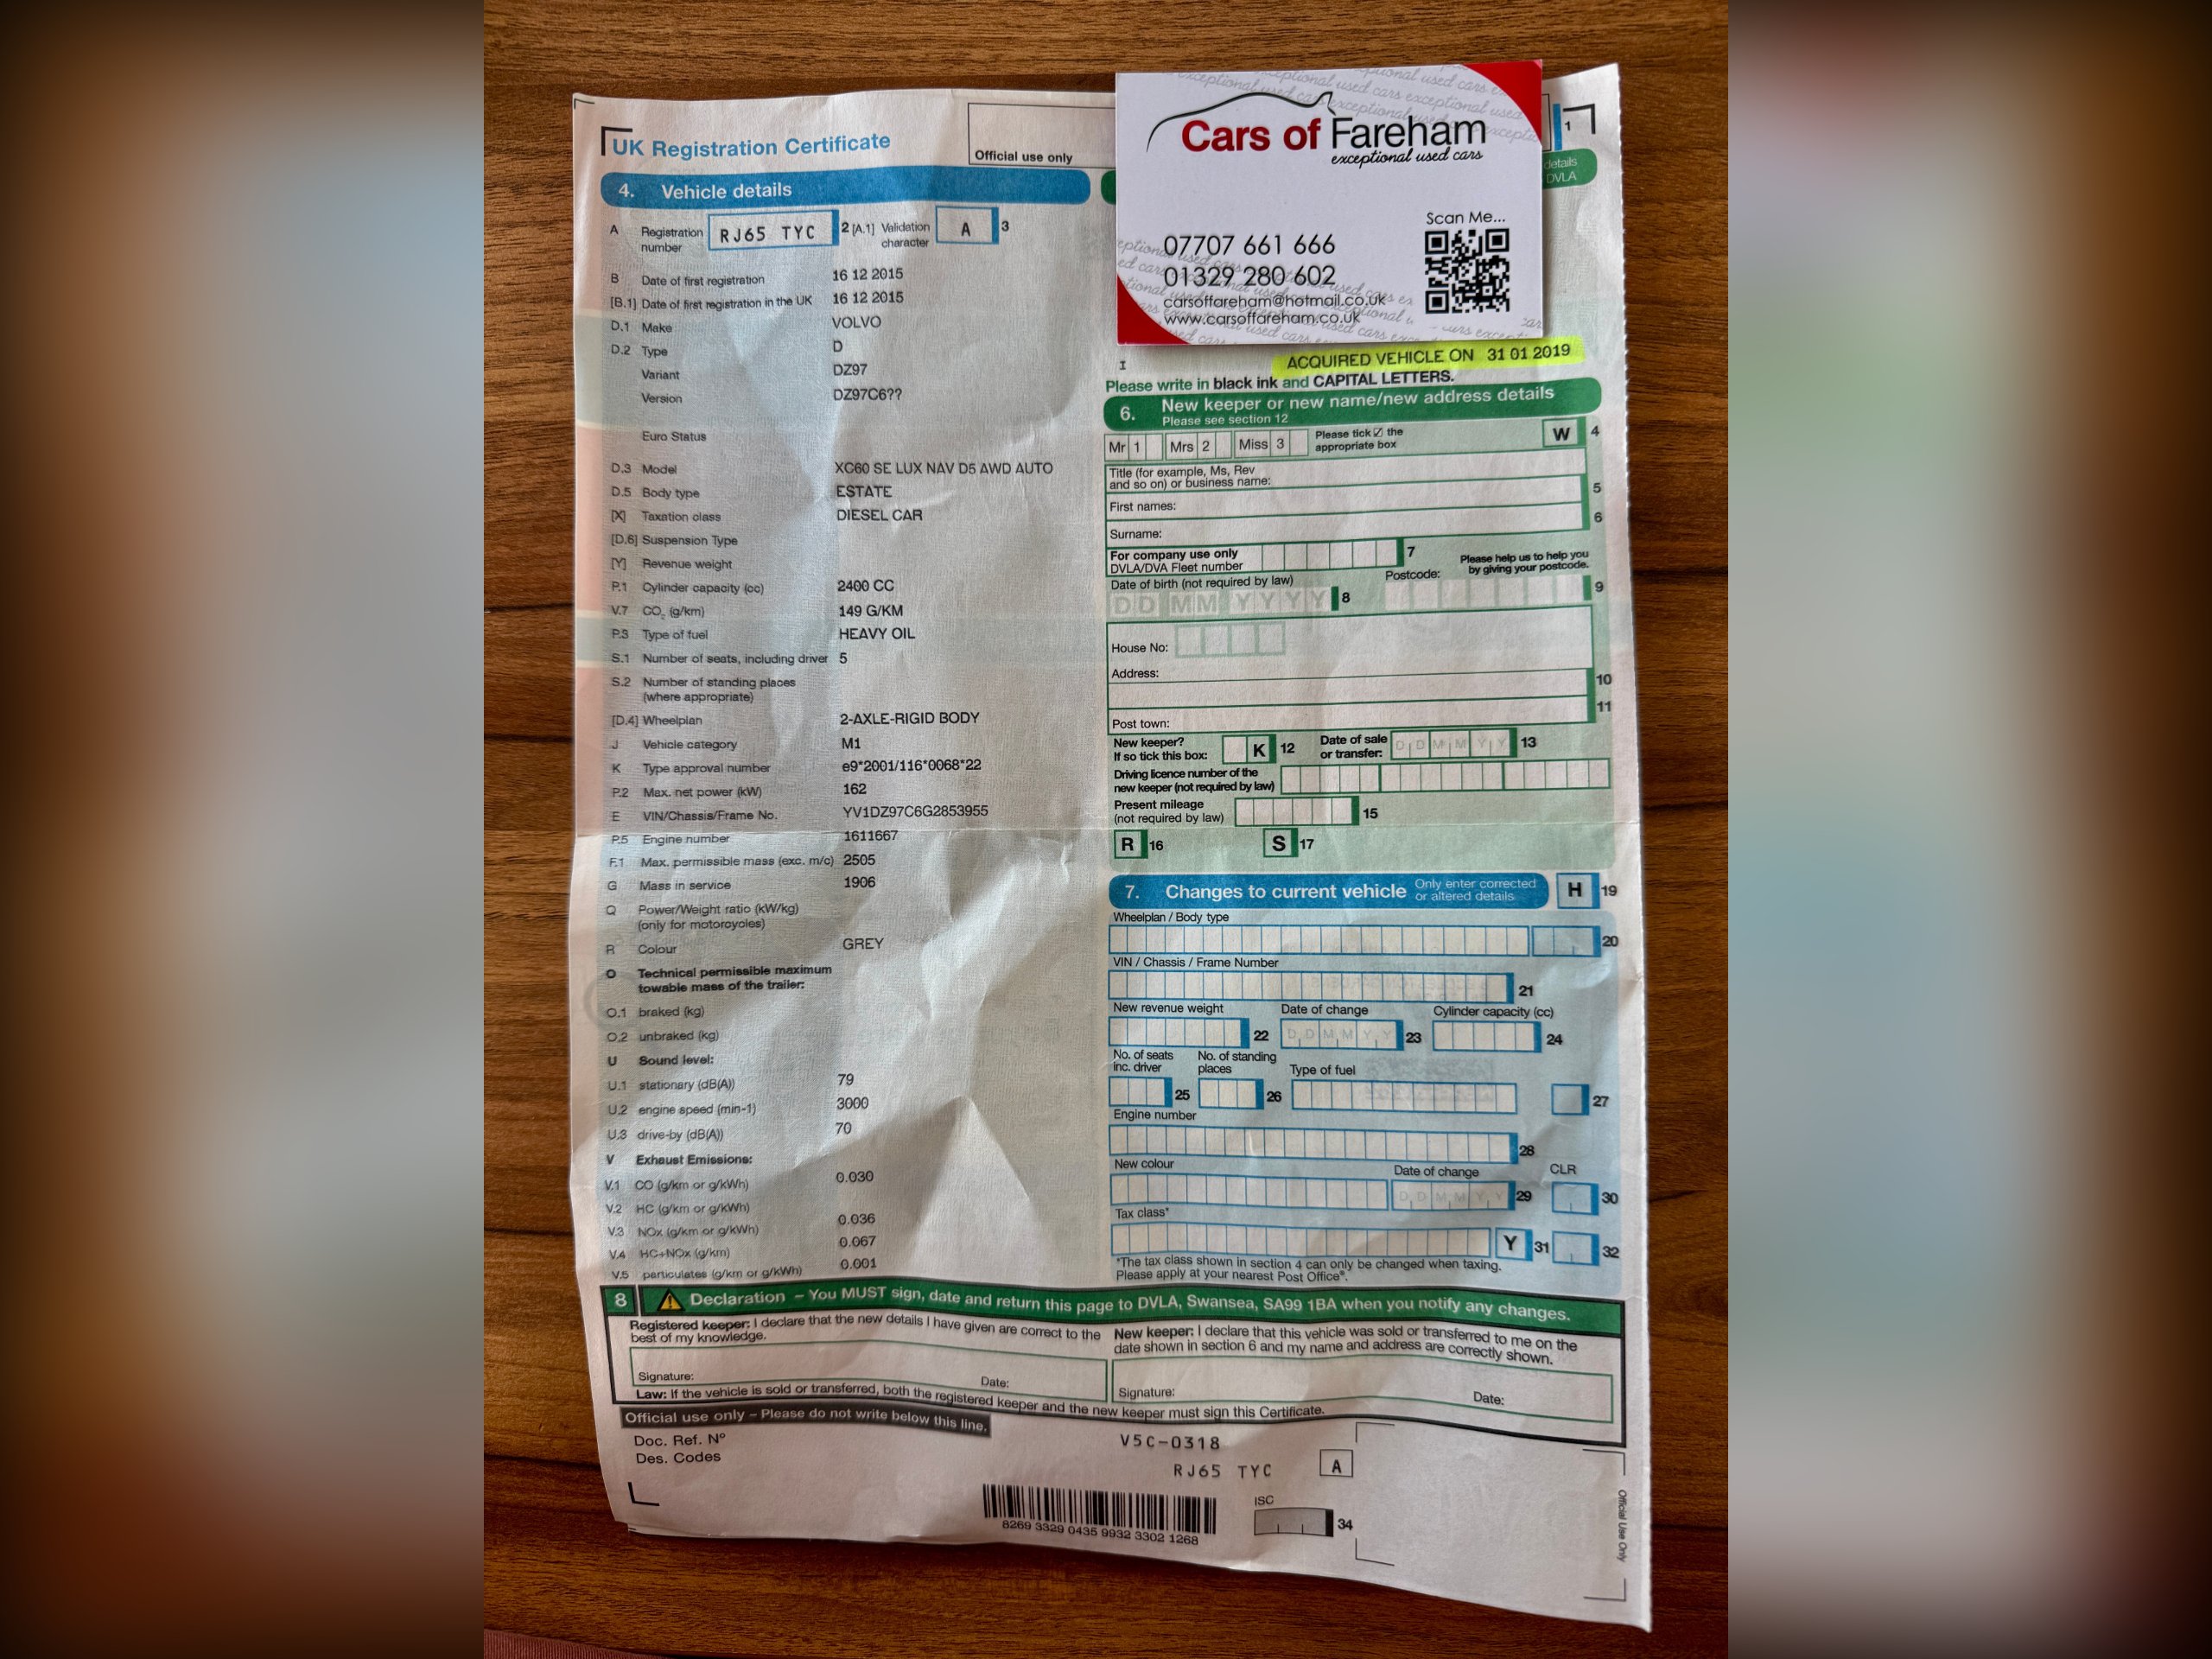 UK Registration Certificate
Official use only
1
details
DVLA
Cars of Fareham
exceptional used cars
Scan Me...
07707 661 666
01329 280 602
carsoffareham@hotmail.co.uk
www.carsoffareham.co.uk
4. Vehicle details
A Registration number RJ65 TYC 2 [A.1] Validation character A 3
B Date of first registration 16 12 2015
[B.1] Date of first registration in the UK 16 12 2015
D.1 Make VOLVO
D.2 Type D
Variant DZ97
Version DZ97C6??
Euro Status
D.3 Model XC60 SE LUX NAV D5 AWD AUTO
D.5 Body type ESTATE
[X] Taxation class DIESEL CAR
[D.6] Suspension Type
[Y] Revenue weight
P.1 Cylinder capacity (cc) 2400 CC
V.7 CO2 (g/km) 149 G/KM
P.3 Type of fuel HEAVY OIL
S.1 Number of seats, including driver 5
S.2 Number of standing places
(where appropriate)
[D.4] Wheelplan 2-AXLE-RIGID BODY
J Vehicle category M1
K Type approval number e9*2001/116*0068*22
P.2 Max. net power (kW) 162
E VIN/Chassis/Frame No. YV1DZ97C6G2853955
P.5 Engine number 1611667
F.1 Max. permissible mass (exc. m/c) 2505
G Mass in service 1906
Q Power/Weight ratio (kW/kg)
(only for motorcycles)
R Colour GREY
O Technical permissible maximum
towable mass of the trailer:
O.1 braked (kg)
O.2 unbraked (kg)
U Sound level:
U.1 stationary (dB(A)) 79
U.2 engine speed (min-1) 3000
U.3 drive-by (dB(A)) 70
V Exhaust Emissions:
V.1 CO (g/km or g/kWh) 0.030
V.2 HC (g/km or g/kWh)
V.3 NOx (g/km or g/kWh) 0.036
V.4 HC+NOx (g/km) 0.067
V.5 particulates (g/km or g/kWh) 0.001
I
ACQUIRED VEHICLE ON 31 01 2019
Please write in black ink and CAPITAL LETTERS.
6. New keeper or new name/new address details
Please see section 12
Mr 1 Mrs 2 Miss 3 Please tick ☑ the appropriate box W 4
Title (for example, Ms, Rev
and so on) or business name: 5
First names: 6
Surname:
For company use only
DVLA/DVA Fleet number 7
Please help us to help you
by giving your postcode.
Date of birth (not required by law) Postcode:
DD MM YYYY 8 9
House No:
Address: 10
11
Post town:
New keeper?
If so tick this box: K 12 Date of sale or transfer: DDMMYY 13
Driving licence number of the
new keeper (not required by law)
Present mileage
(not required by law) 15
R 16 S 17
7. Changes to current vehicle Only enter corrected or altered details H 19
Wheelplan / Body type
20
VIN / Chassis / Frame Number
21
New revenue weight Date of change Cylinder capacity (cc)
22 DDMMYY 23 24
No. of seats inc. driver No. of standing places Type of fuel
25 26 27
Engine number
28
New colour Date of change CLR
DDMMYY 29 30
Tax class*
Y 31 32
*The tax class shown in section 4 can only be changed when taxing.
Please apply at your nearest Post Office®.
8 Declaration – You MUST sign, date and return this page to DVLA, Swansea, SA99 1BA when you notify any changes.
Registered keeper: I declare that the new details I have given are correct to the
best of my knowledge.
Signature: Date:
New keeper: I declare that this vehicle was sold or transferred to me on the
date shown in section 6 and my name and address are correctly shown.
Signature: Date:
Law: If the vehicle is sold or transferred, both the registered keeper and the new keeper must sign this Certificate.
Official use only – Please do not write below this line.
Doc. Ref. Nº V5C-0318
Des. Codes RJ65 TYC A
8269 3329 0435 9932 3302 1268
ISC
34
Official Use Only